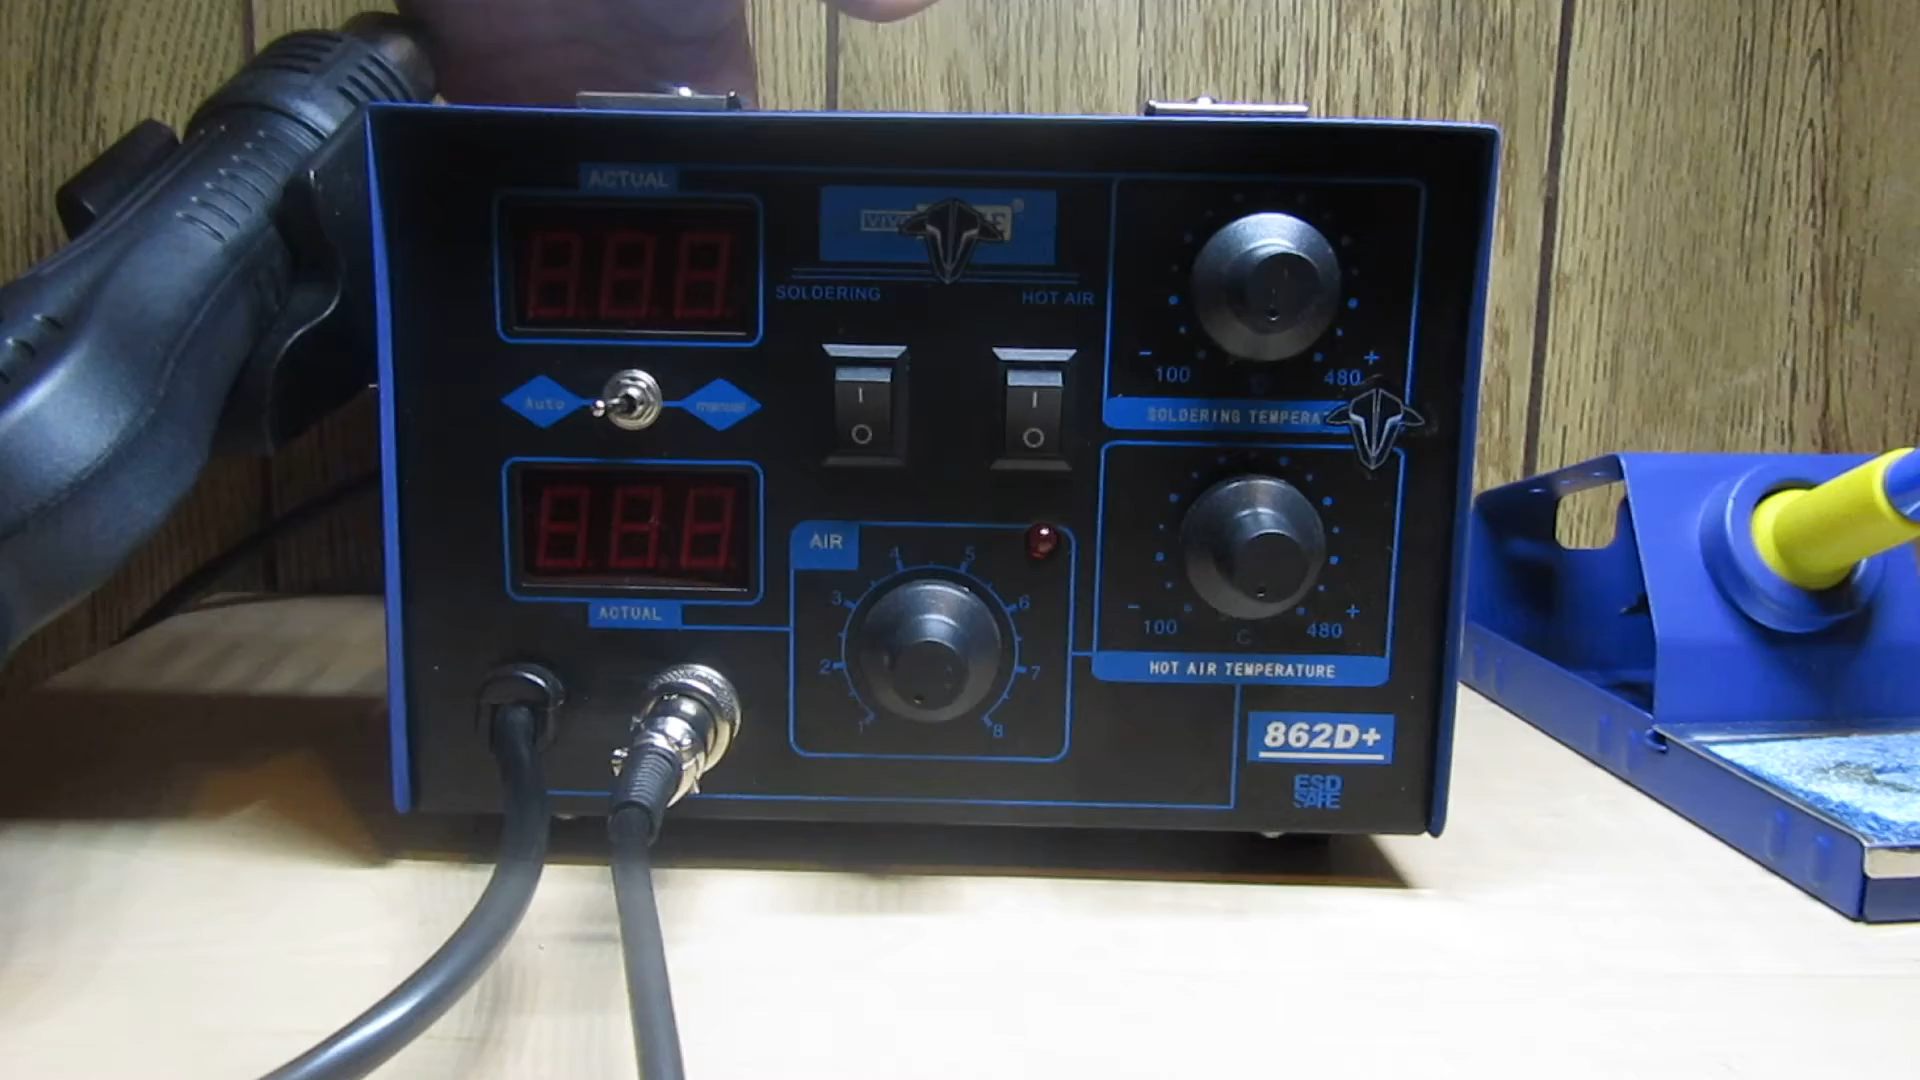 ACTUAL
SOLDERING
HOT AIR
Auto
manual
I
O
I
O
- +
100 480
SOLDERING
AIR
1 2 3 4 5 6 7 8
ACTUAL
- +
100 480
HOT AIR TEMPERATURE
862D+
ESD
SAFE